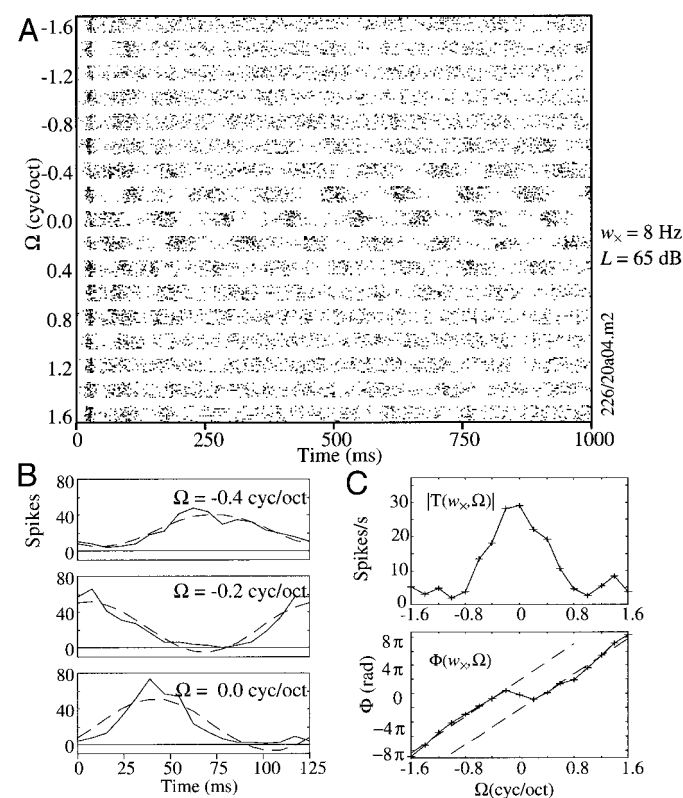 A
-1.6
-1.2
-0.8
-0.4
0.0
0.4
0.8
1.2
1.6
Ω (cyc/oct)
0 250 500 750 1000
Time (ms)
w× = 8 Hz
L = 65 dB
226/20a04.m2
B
Spikes
80
40
0
Ω = -0.4 cyc/oct
80
40
0
Ω = -0.2 cyc/oct
80
40
0
Ω = 0.0 cyc/oct
0 25 50 75 100 125
Time (ms)
C
Spikes/s
30
20
10
0
|T(w×,Ω)|
-1.6 -0.8 0 0.8 1.6
Φ (rad)
8π
4π
0
−4π
−8π
Φ(w×,Ω)
-1.6 -0.8 0 0.8 1.6
Ω(cyc/oct)